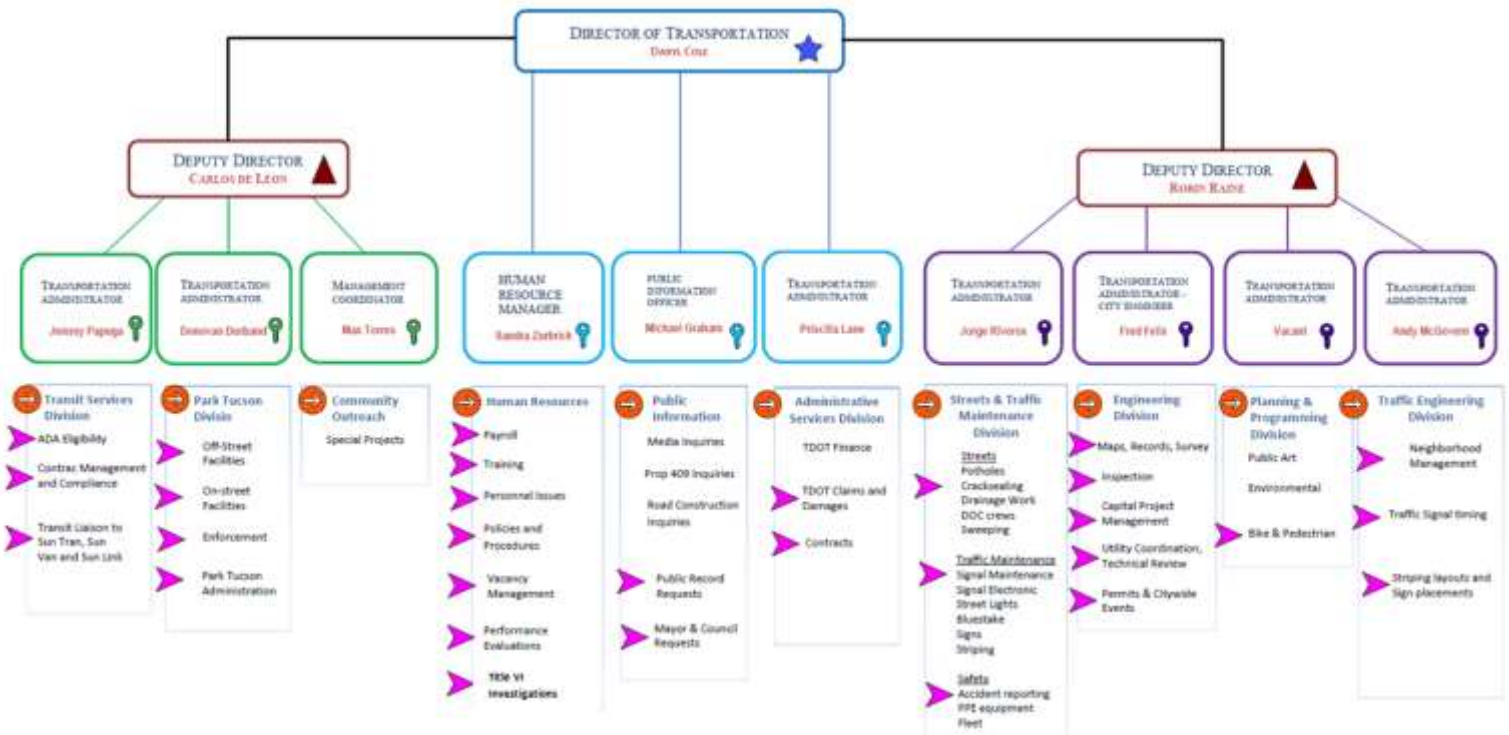 DIRECTOR OF TRANSPORTATION
DEPUTY DIRECTOR
CARLOS DE LEON
DEPUTY DIRECTOR
ROBIN RAINE
TRANSPORTATION
ADMINISTRATOR
Jeremy Papuga
TRANSPORTATION
ADMINISTRATOR
Donovan Durband
MANAGEMENT
COORDINATOR
Max Torres
HUMAN
RESOURCE
MANAGER
Sandra
PUBLIC
INFORMATION
OFFICER
Michael Graham
TRANSPORTATION
ADMINISTRATOR
Priscilla Lane
TRANSPORTATION
ADMINISTRATOR
Jorge Riveros
TRANSPORTATION
ADMINISTRATOR -
CITY ENGINEER
Fred Felix
TRANSPORTATION
ADMINISTRATOR
Vacant
TRANSPORTATION
ADMINISTRATOR
Andy McGovern
Transit Services
Division
ADA Eligibility
Contrac Management
and Compliance
Transit Liaison to
Sun Tran, Sun
Van and Sun Link
Park Tucson
Divisin
Off-Street
Facilities
On-street
Facilities
Enforcement
Park Tucson
Administration
Community
Outreach
Special Projects
Human Resources
Payroll
Training
Personnel Issues
Policies and
Procedures
Vacancy
Management
Performance
Evaluations
Title VI
Investigations
Public
Information
Media Inquiries
Prop 409 Inquiries
Road Construction
Inquiries
Public Record
Requests
Mayor & Council
Requests
Administrative
Services Division
TDOT Finance
TDOT Claims and
Damages
Contracts
Streets & Traffic
Maintenance
Division
Streets
Potholes
Cracksealing
Drainage Work
DOC crews
Sweeping
Traffic Maintenance
Signal Maintenance
Signal Electronic
Street Lights
Bluestake
Signs
Striping
Safety
Accident reporting
PPE equipment
Fleet
Engineering
Division
Maps, Records, Survey
Inspection
Capital Project
Management
Utility Coordination,
Technical Review
Permits & Citywide
Events
Planning &
Programming
Division
Public Art
Environmental
Bike & Pedestrian
Traffic Engineering
Division
Neighborhood
Management
Traffic Signal timing
Striping layouts and
Sign placements